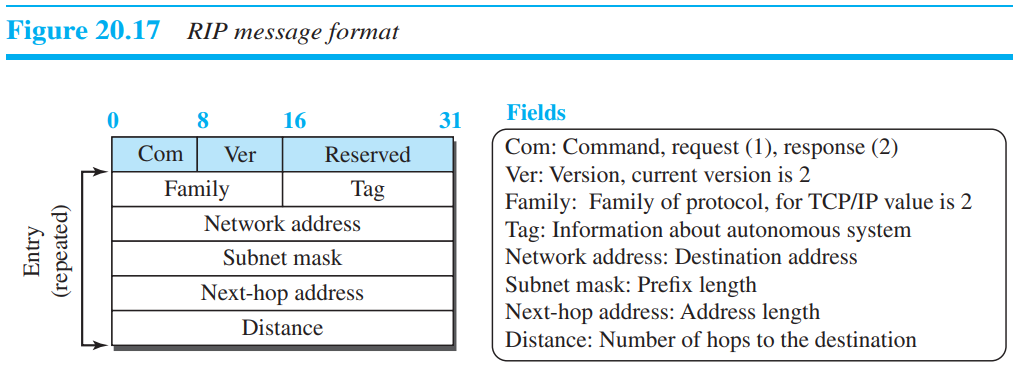 Figure 20.17 RIP message format
0 8 16 31
Com Ver Reserved
Family Tag
Network address
Subnet mask
Next-hop address
Distance
Entry
(repeated)
Fields
Com: Command, request (1), response (2)
Ver: Version, current version is 2
Family: Family of protocol, for TCP/IP value is 2
Tag: Information about autonomous system
Network address: Destination address
Subnet mask: Prefix length
Next-hop address: Address length
Distance: Number of hops to the destination